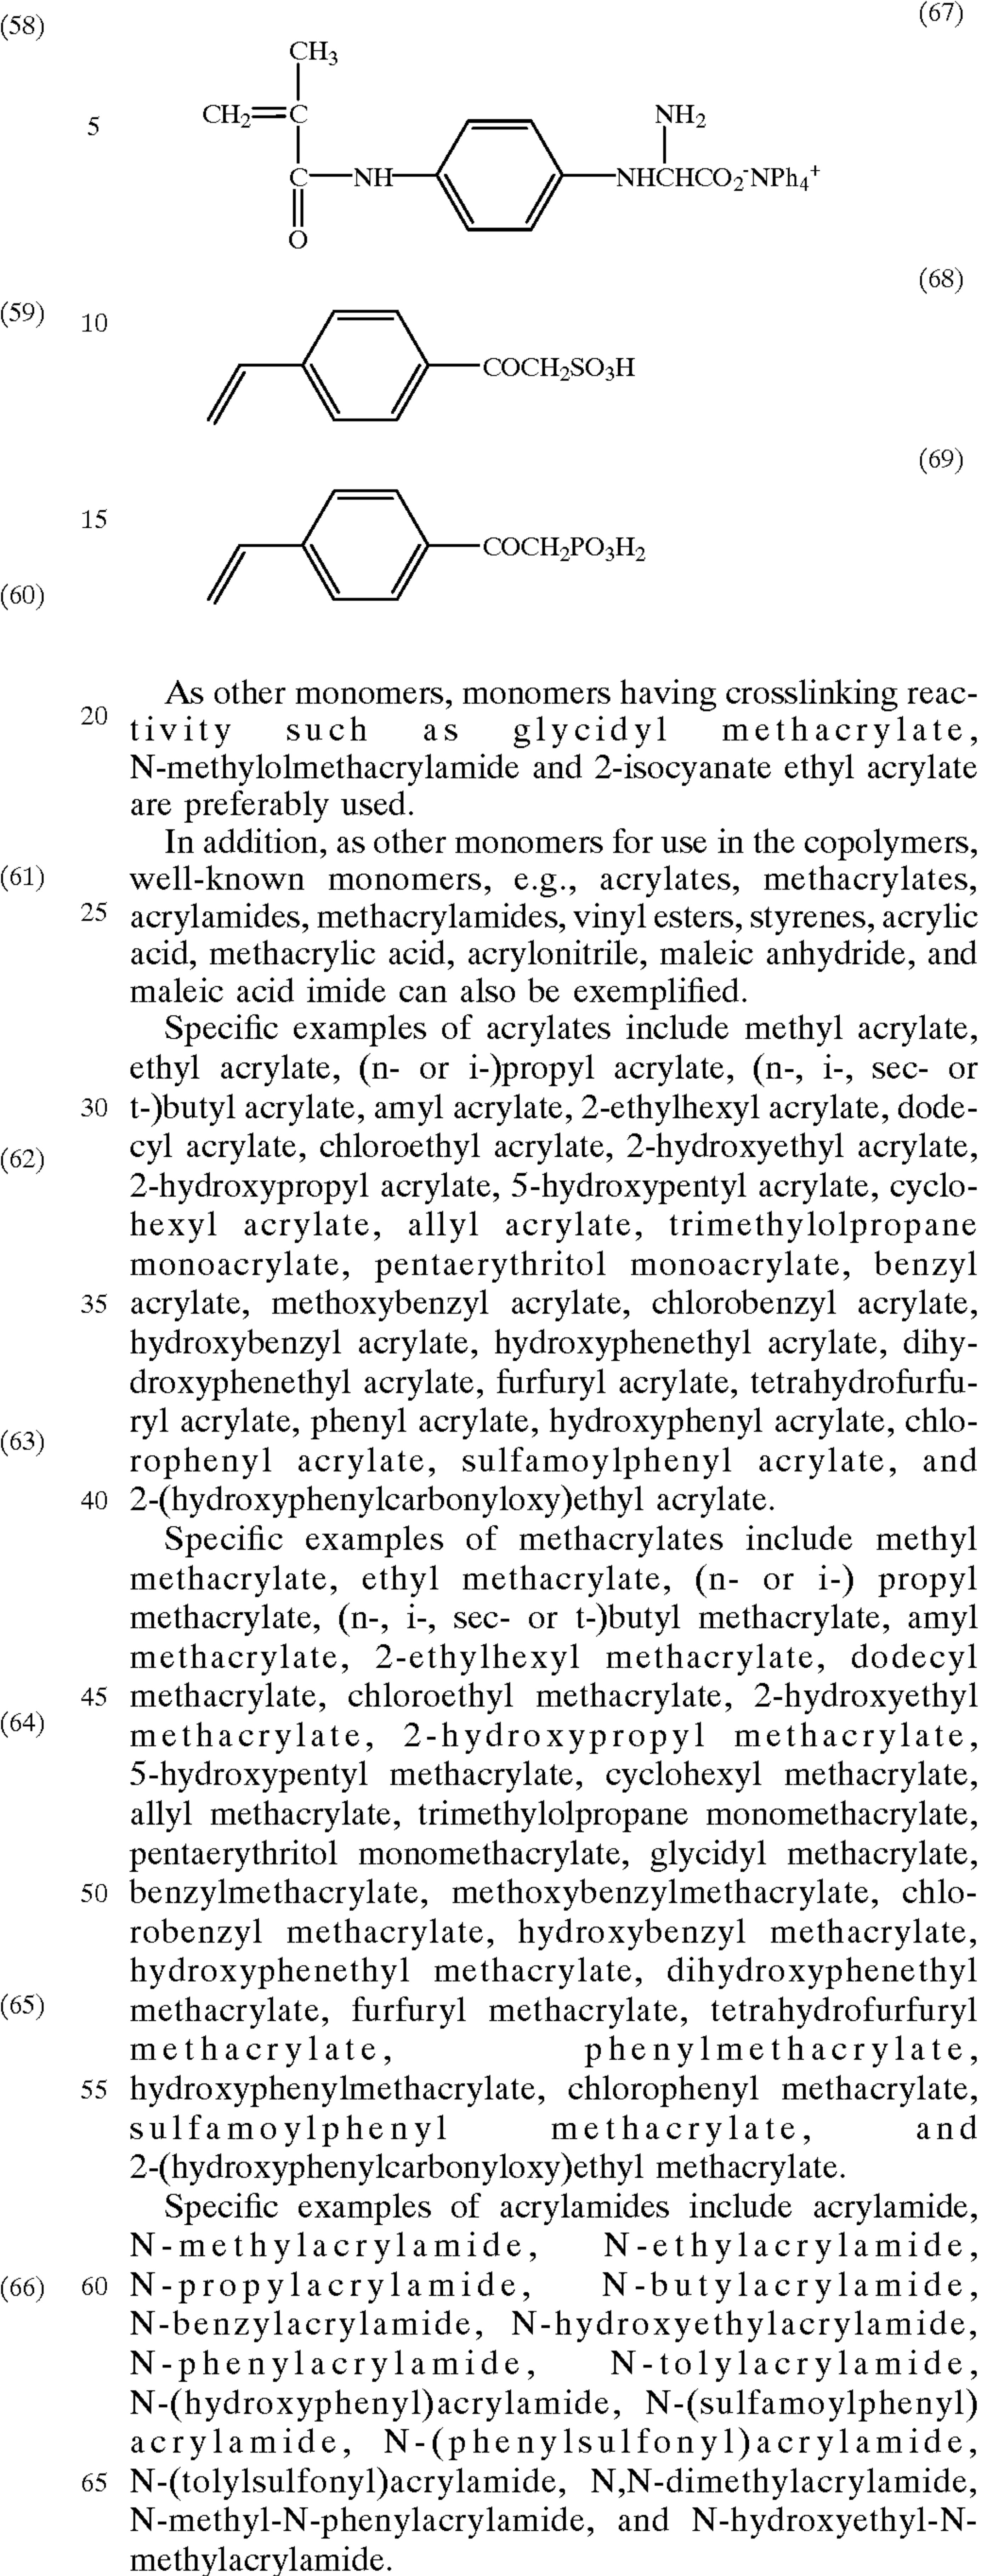 (58)
(67)
CH₃
CH₂=C
5
NH₂
C—NH
NHCHCO₂⁻NPh₄⁺
O
(68)
(59)
10
COCH₂SO₃H
(69)
15
COCH₂PO₃H₂
(60)
As other monomers, monomers having crosslinking reac-
20
tivity such as glycidyl methacrylate,
N-methylolmethacrylamide and 2-isocyanate ethyl acrylate
are preferably used.
In addition, as other monomers for use in the copolymers,
(61)
well-known monomers, e.g., acrylates, methacrylates,
25
acrylamides, methacrylamides, vinyl esters, styrenes, acrylic
acid, methacrylic acid, acrylonitrile, maleic anhydride, and
maleic acid imide can also be exemplified.
Specific examples of acrylates include methyl acrylate,
ethyl acrylate, (n- or i-)propyl acrylate, (n-, i-, sec- or
30
t-)butyl acrylate, amyl acrylate, 2-ethylhexyl acrylate, dode-
(62)
cyl acrylate, chloroethyl acrylate, 2-hydroxyethyl acrylate,
2-hydroxypropyl acrylate, 5-hydroxypentyl acrylate, cyclo-
hexyl acrylate, allyl acrylate, trimethylolpropane
monoacrylate, pentaerythritol monoacrylate, benzyl
35
acrylate, methoxybenzyl acrylate, chlorobenzyl acrylate,
hydroxybenzyl acrylate, hydroxyphenethyl acrylate, dihy-
droxyphenethyl acrylate, furfuryl acrylate, tetrahydrofurfu-
ryl acrylate, phenyl acrylate, hydroxyphenyl acrylate, chlo-
(63)
rophenyl acrylate, sulfamoylphenyl acrylate, and
40
2-(hydroxyphenylcarbonyloxy)ethyl acrylate.
Specific examples of methacrylates include methyl
methacrylate, ethyl methacrylate, (n- or i-) propyl
methacrylate, (n-, i-, sec- or t-)butyl methacrylate, amyl
methacrylate, 2-ethylhexyl methacrylate, dodecyl
45
methacrylate, chloroethyl methacrylate, 2-hydroxyethyl
(64)
methacrylate, 2-hydroxypropyl methacrylate,
5-hydroxypentyl methacrylate, cyclohexyl methacrylate,
allyl methacrylate, trimethylolpropane monomethacrylate,
pentaerythritol monomethacrylate, glycidyl methacrylate,
50
benzylmethacrylate, methoxybenzylmethacrylate, chlo-
robenzyl methacrylate, hydroxybenzyl methacrylate,
hydroxyphenethyl methacrylate, dihydroxyphenethyl
(65)
methacrylate, furfuryl methacrylate, tetrahydrofurfuryl
methacrylate, phenylmethacrylate,
55
hydroxyphenylmethacrylate, chlorophenyl methacrylate,
sulfamoylphenyl methacrylate, and
2-(hydroxyphenylcarbonyloxy)ethyl methacrylate.
Specific examples of acrylamides include acrylamide,
N-methylacrylamide, N-ethylacrylamide,
(66)
60
N-propylacrylamide, N-butylacrylamide,
N-benzylacrylamide, N-hydroxyethylacrylamide,
N-phenylacrylamide, N-tolylacrylamide,
N-(hydroxyphenyl)acrylamide, N-(sulfamoylphenyl)
acrylamide, N-(phenylsulfonyl)acrylamide,
65
N-(tolylsulfonyl)acrylamide, N,N-dimethylacrylamide,
N-methyl-N-phenylacrylamide, and N-hydroxyethyl-N-
methylacrylamide.